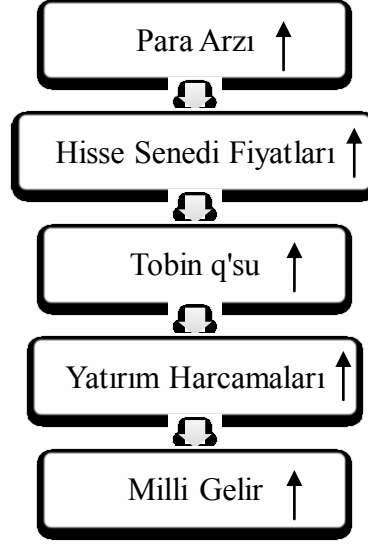 Para Arzı
Hisse Senedi Fiyatları
Tobin q'su
Yatırım Harcamaları
Milli Gelir